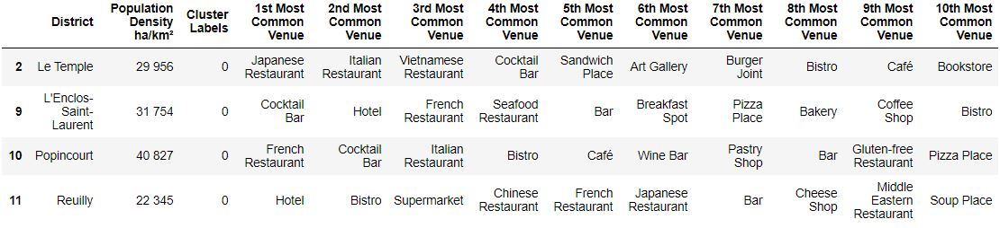 District Population Density ha/km² Cluster Labels 1st Most Common Venue 2nd Most Common Venue 3rd Most Common Venue 4th Most Common Venue 5th Most Common Venue 6th Most Common Venue 7th Most Common Venue 8th Most Common Venue 9th Most Common Venue 10th Most Common Venue
2 Le Temple 29 956 0 Japanese Restaurant Italian Restaurant Vietnamese Restaurant Cocktail Bar Sandwich Place Art Gallery Burger Joint Bistro Café Bookstore
9 L'Enclos-Saint-Laurent 31 754 0 Cocktail Bar Hotel French Restaurant Seafood Restaurant Bar Breakfast Spot Pizza Place Bakery Coffee Shop Bistro
10 Popincourt 40 827 0 French Restaurant Cocktail Bar Italian Restaurant Bistro Café Wine Bar Pastry Shop Bar Gluten-free Restaurant Pizza Place
11 Reuilly 22 345 0 Hotel Bistro Supermarket Chinese Restaurant French Restaurant Japanese Restaurant Bar Cheese Shop Middle Eastern Restaurant Soup Place